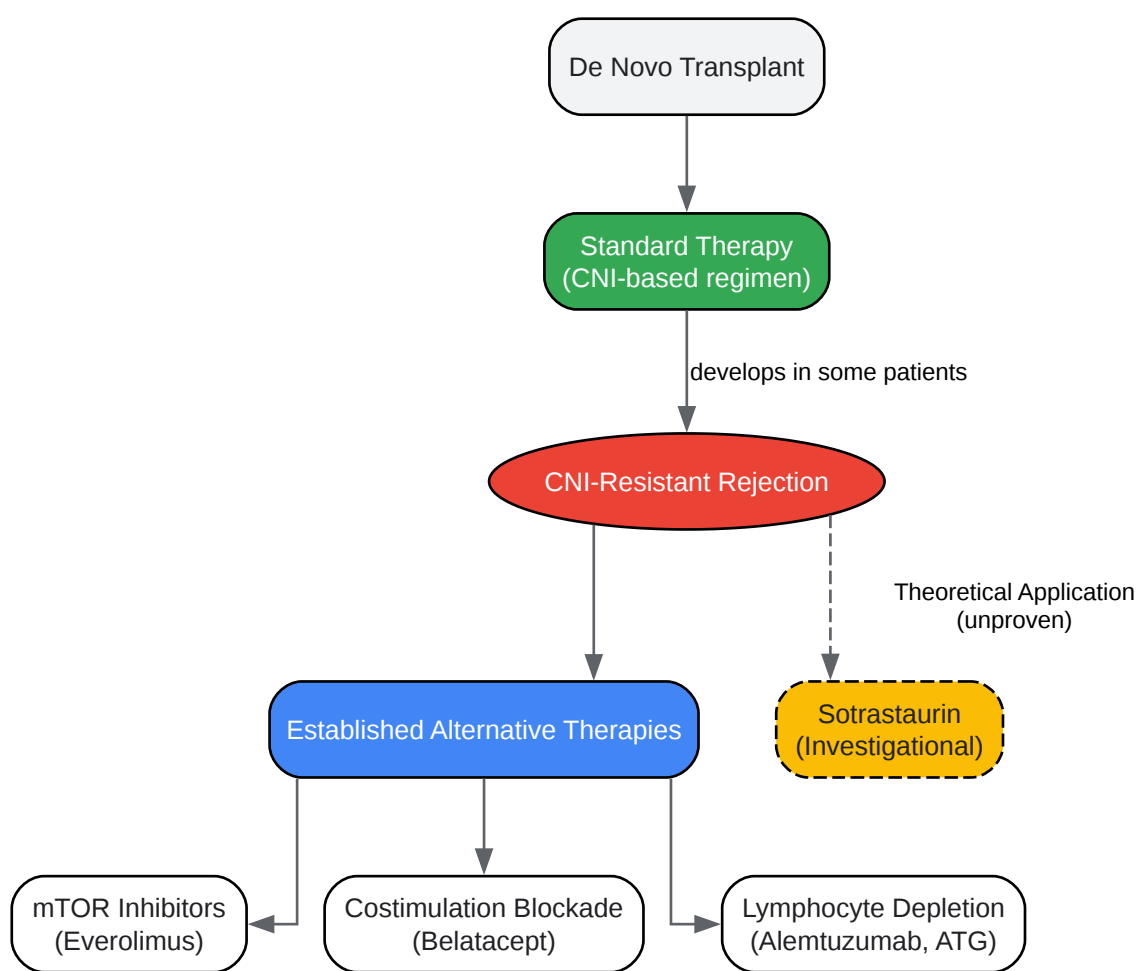 De Novo Transplant
Standard Therapy
(CNI-based regimen)
develops in some patients
CNI-Resistant Rejection
Theoretical Application
(unproven)
Established Alternative Therapies
Sotrastaurin
(Investigational)
mTOR Inhibitors
(Everolimus)
Costimulation Blockade
(Belatacept)
Lymphocyte Depletion
(Alemtuzumab, ATG)